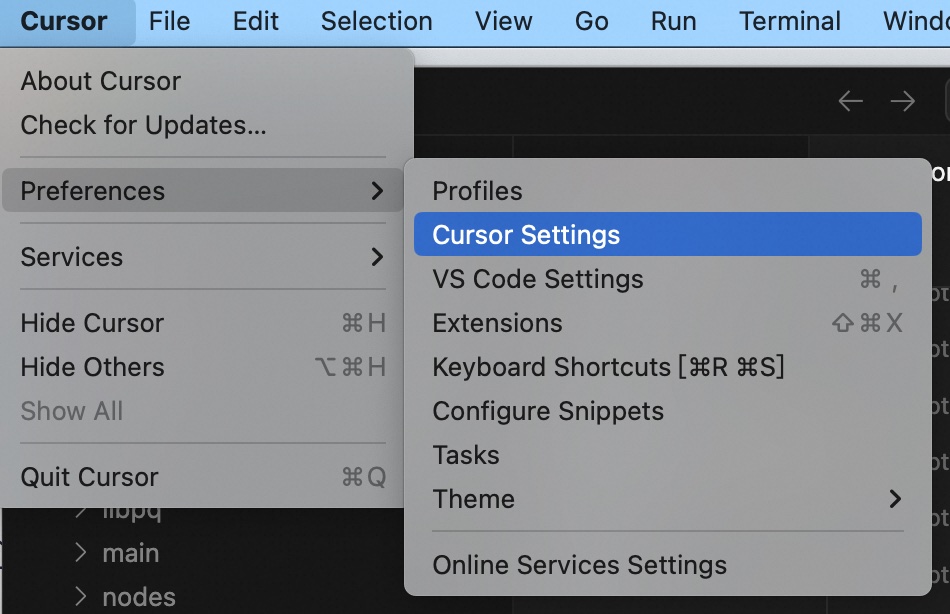 Cursor File Edit Selection View Go Run Terminal
About Cursor
Check for Updates...
Preferences
Services
Hide Cursor ⌘H
Hide Others ⌥⌘H
Show All
Quit Cursor ⌘Q
Profiles
Cursor Settings
VS Code Settings ⌘ ,
Extensions ⇧⌘X
Keyboard Shortcuts [⌘R ⌘S]
Configure Snippets
Tasks
Theme
Online Services Settings
libpq
main
nodes